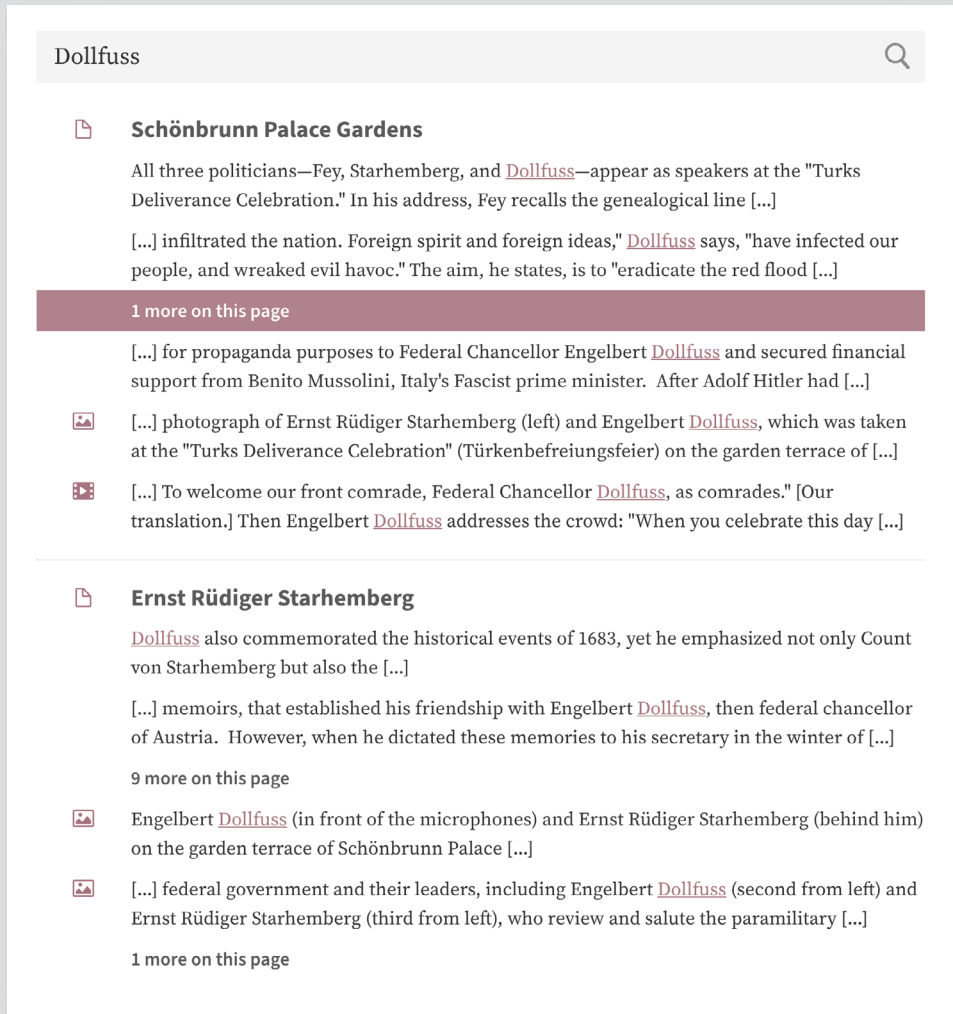 Dollfuss
Schönbrunn Palace Gardens
All three politicians—Fey, Starhemberg, and Dollfuss—appear as speakers at the "Turks
Deliverance Celebration." In his address, Fey recalls the genealogical line [...]
[...] infiltrated the nation. Foreign spirit and foreign ideas," Dollfuss says, "have infected our
people, and wreaked evil havoc." The aim, he states, is to "eradicate the red flood [...]
1 more on this page
[...] for propaganda purposes to Federal Chancellor Engelbert Dollfuss and secured financial
support from Benito Mussolini, Italy's Fascist prime minister.  After Adolf Hitler had [...]
[...] photograph of Ernst Rüdiger Starhemberg (left) and Engelbert Dollfuss, which was taken
at the "Turks Deliverance Celebration" (Türkenbefreiungsfeier) on the garden terrace of [...]
[...] To welcome our front comrade, Federal Chancellor Dollfuss, as comrades." [Our
translation.] Then Engelbert Dollfuss addresses the crowd: "When you celebrate this day [...]
Ernst Rüdiger Starhemberg
Dollfuss also commemorated the historical events of 1683, yet he emphasized not only Count
von Starhemberg but also the [...]
[...] memoirs, that established his friendship with Engelbert Dollfuss, then federal chancellor
of Austria.  However, when he dictated these memories to his secretary in the winter of [...]
9 more on this page
Engelbert Dollfuss (in front of the microphones) and Ernst Rüdiger Starhemberg (behind him)
on the garden terrace of Schönbrunn Palace [...]
[...] federal government and their leaders, including Engelbert Dollfuss (second from left) and
Ernst Rüdiger Starhemberg (third from left), who review and salute the paramilitary [...]
1 more on this page